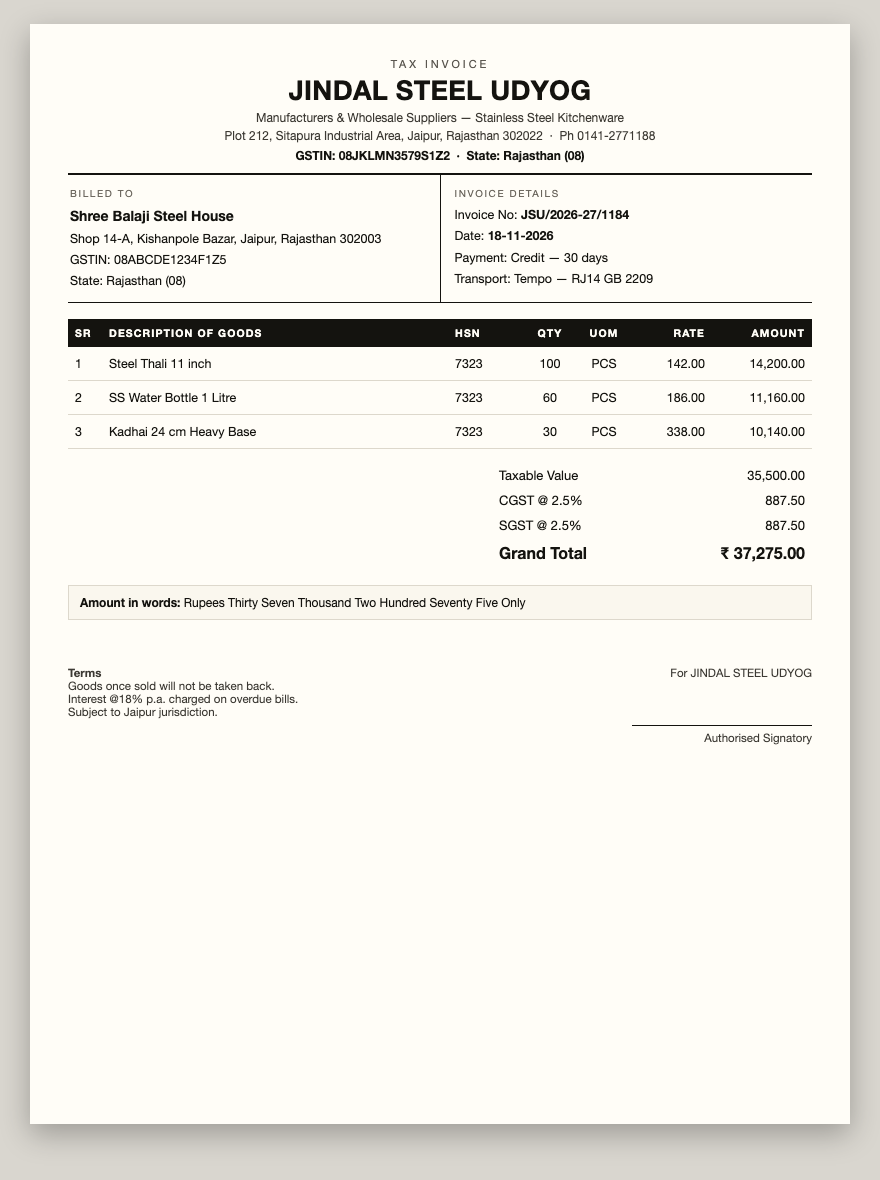 TAX INVOICE
JINDAL STEEL UDYOG
Manufacturers & Wholesale Suppliers — Stainless Steel Kitchenware
Plot 212, Sitapura Industrial Area, Jaipur, Rajasthan 302022 · Ph 0141-2771188
GSTIN: 08JKLMN3579S1Z2 · State: Rajasthan (08)
BILLED TO
Shree Balaji Steel House
Shop 14-A, Kishanpole Bazar, Jaipur, Rajasthan 302003
GSTIN: 08ABCDE1234F1Z5
State: Rajasthan (08)
INVOICE DETAILS
Invoice No: JSU/2026-27/1184
Date: 18-11-2026
Payment: Credit — 30 days
Transport: Tempo — RJ14 GB 2209
SR DESCRIPTION OF GOODS HSN QTY UOM RATE AMOUNT
1 Steel Thali 11 inch 7323 100 PCS 142.00 14,200.00
2 SS Water Bottle 1 Litre 7323 60 PCS 186.00 11,160.00
3 Kadhai 24 cm Heavy Base 7323 30 PCS 338.00 10,140.00
Taxable Value 35,500.00
CGST @ 2.5% 887.50
SGST @ 2.5% 887.50
Grand Total ₹ 37,275.00
Amount in words: Rupees Thirty Seven Thousand Two Hundred Seventy Five Only
Terms
Goods once sold will not be taken back.
Interest @18% p.a. charged on overdue bills.
Subject to Jaipur jurisdiction.
For JINDAL STEEL UDYOG
Authorised Signatory